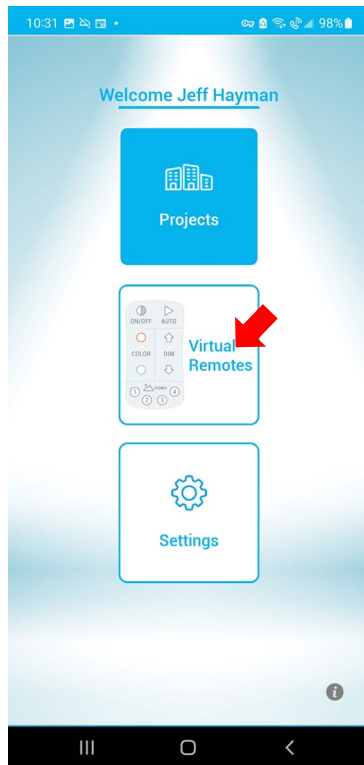 10:31
98%
Welcome Jeff Hayman
Projects
ON/OFF AUTO
COLOR DIM
SCENES
1 4
2 3
Virtual
Remotes
Settings
i